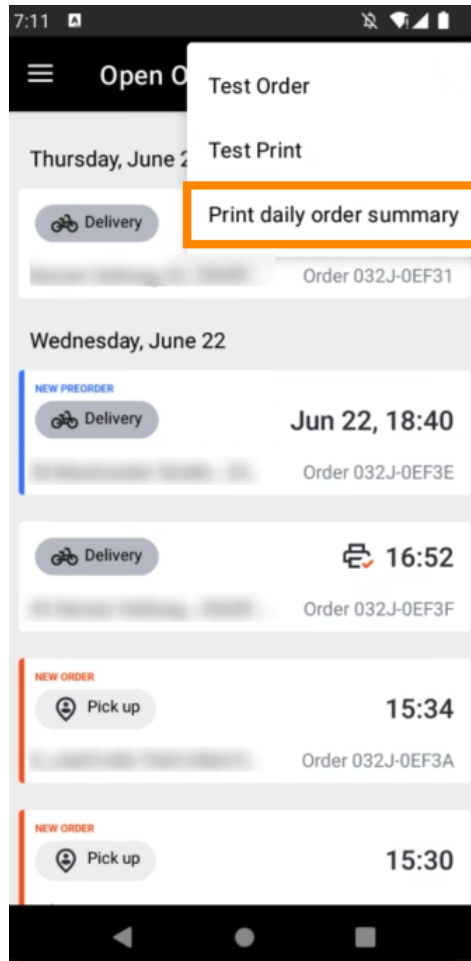 7:11
Open O
Test Order
Test Print
Print daily order summary
Thursday, June 2
Delivery
Order 032J-0EF31
Wednesday, June 22
NEW PREORDER
Delivery
Jun 22, 18:40
Order 032J-0EF3E
Delivery
16:52
Order 032J-0EF3F
NEW ORDER
Pick up
15:34
Order 032J-0EF3A
NEW ORDER
Pick up
15:30